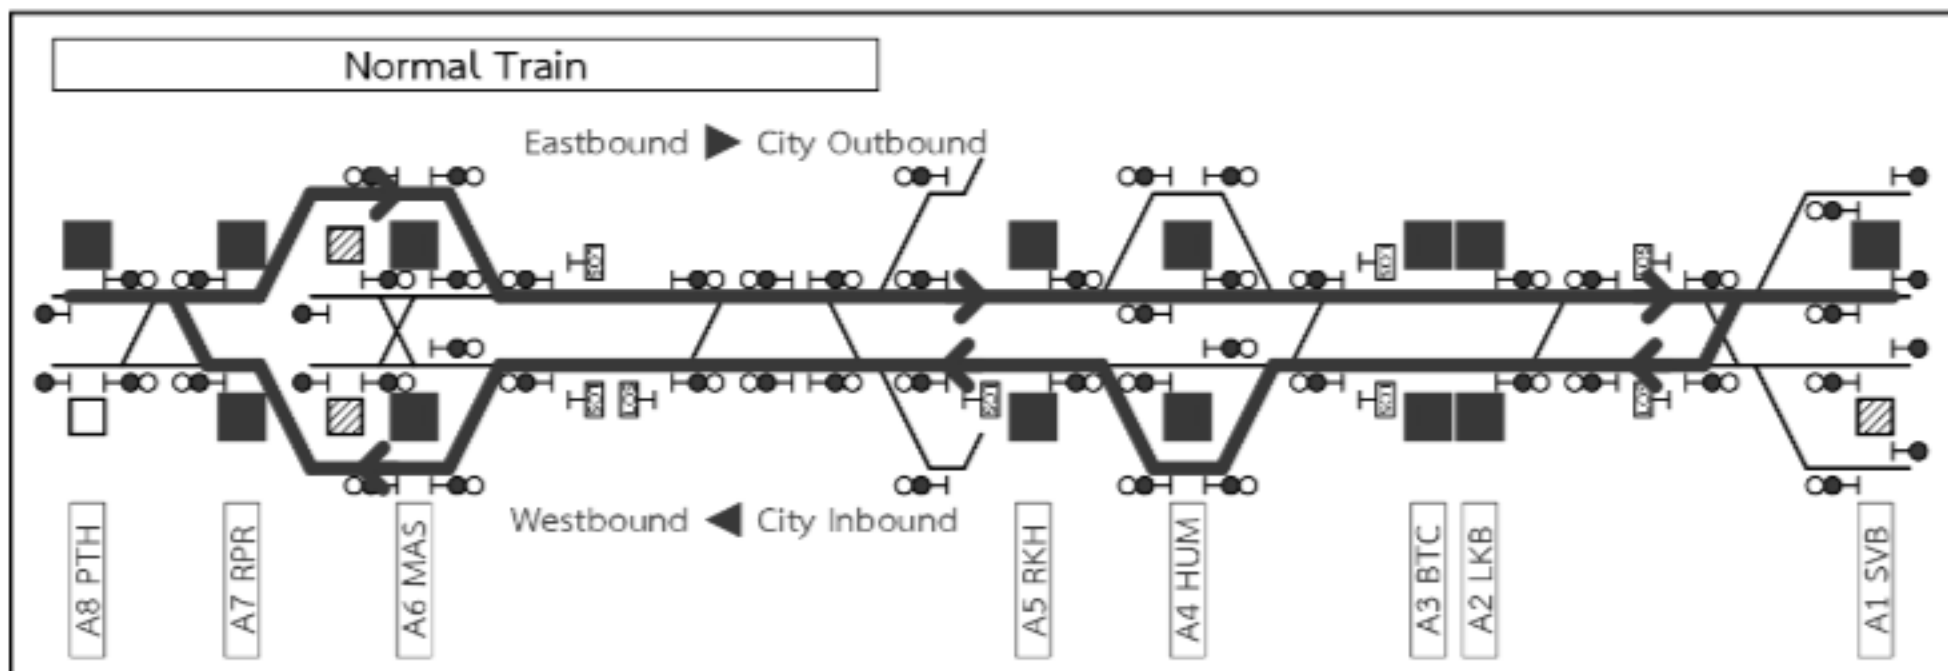 Normal Train
Eastbound ▶ City Outbound
Westbound ◀ City Inbound
A8 PTH
A7 RPR
A6 MAS
A5 RKH
A4 HUM
A3 BTC
A2 LKB
A1 SVB